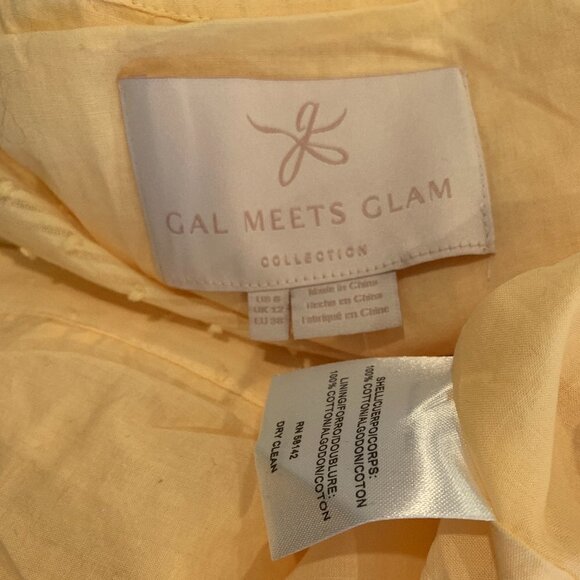 GAL MEETS GLAM
COLLECTION
US 8
UK 12
EU 38
Made in China
Hecho en China
Fabriqué en Chine
SHELL/CUERPO/CORPS:
100% COTTON/ALGODON/COTON
LINING/FORRO/DOUBLURE:
100% COTTON/ALGODON/COTON
RN 58142
DRY CLEAN